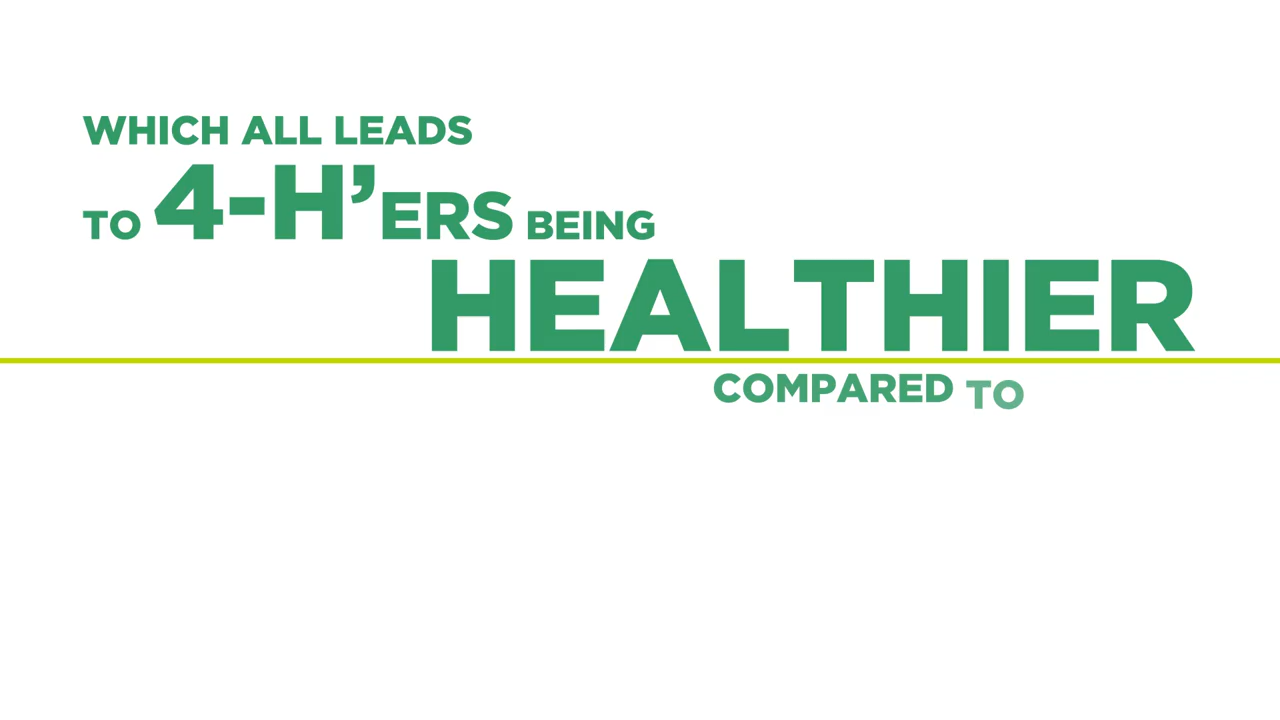 WHICH ALL LEADS
TO 4-H’ERS BEING
HEALTHIER
COMPARED TO